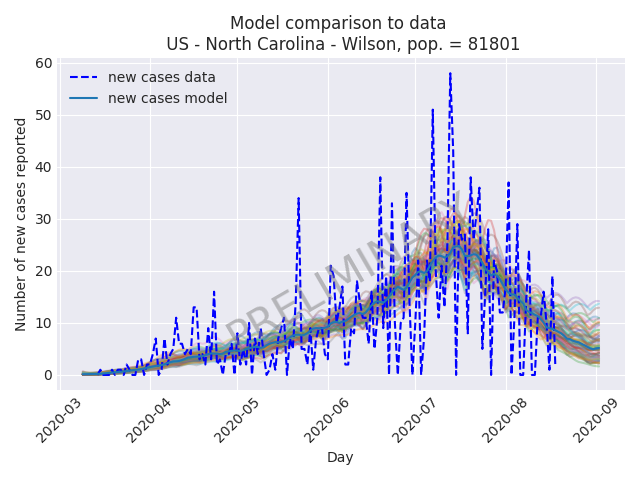 Model comparison to data
US - North Carolina - Wilson, pop. = 81801
new cases data
new cases model
Number of new cases reported
60
50
40
30
20
10
0
PRELIMINARY
2020-03
2020-04
2020-05
2020-06
2020-07
2020-08
2020-09
Day